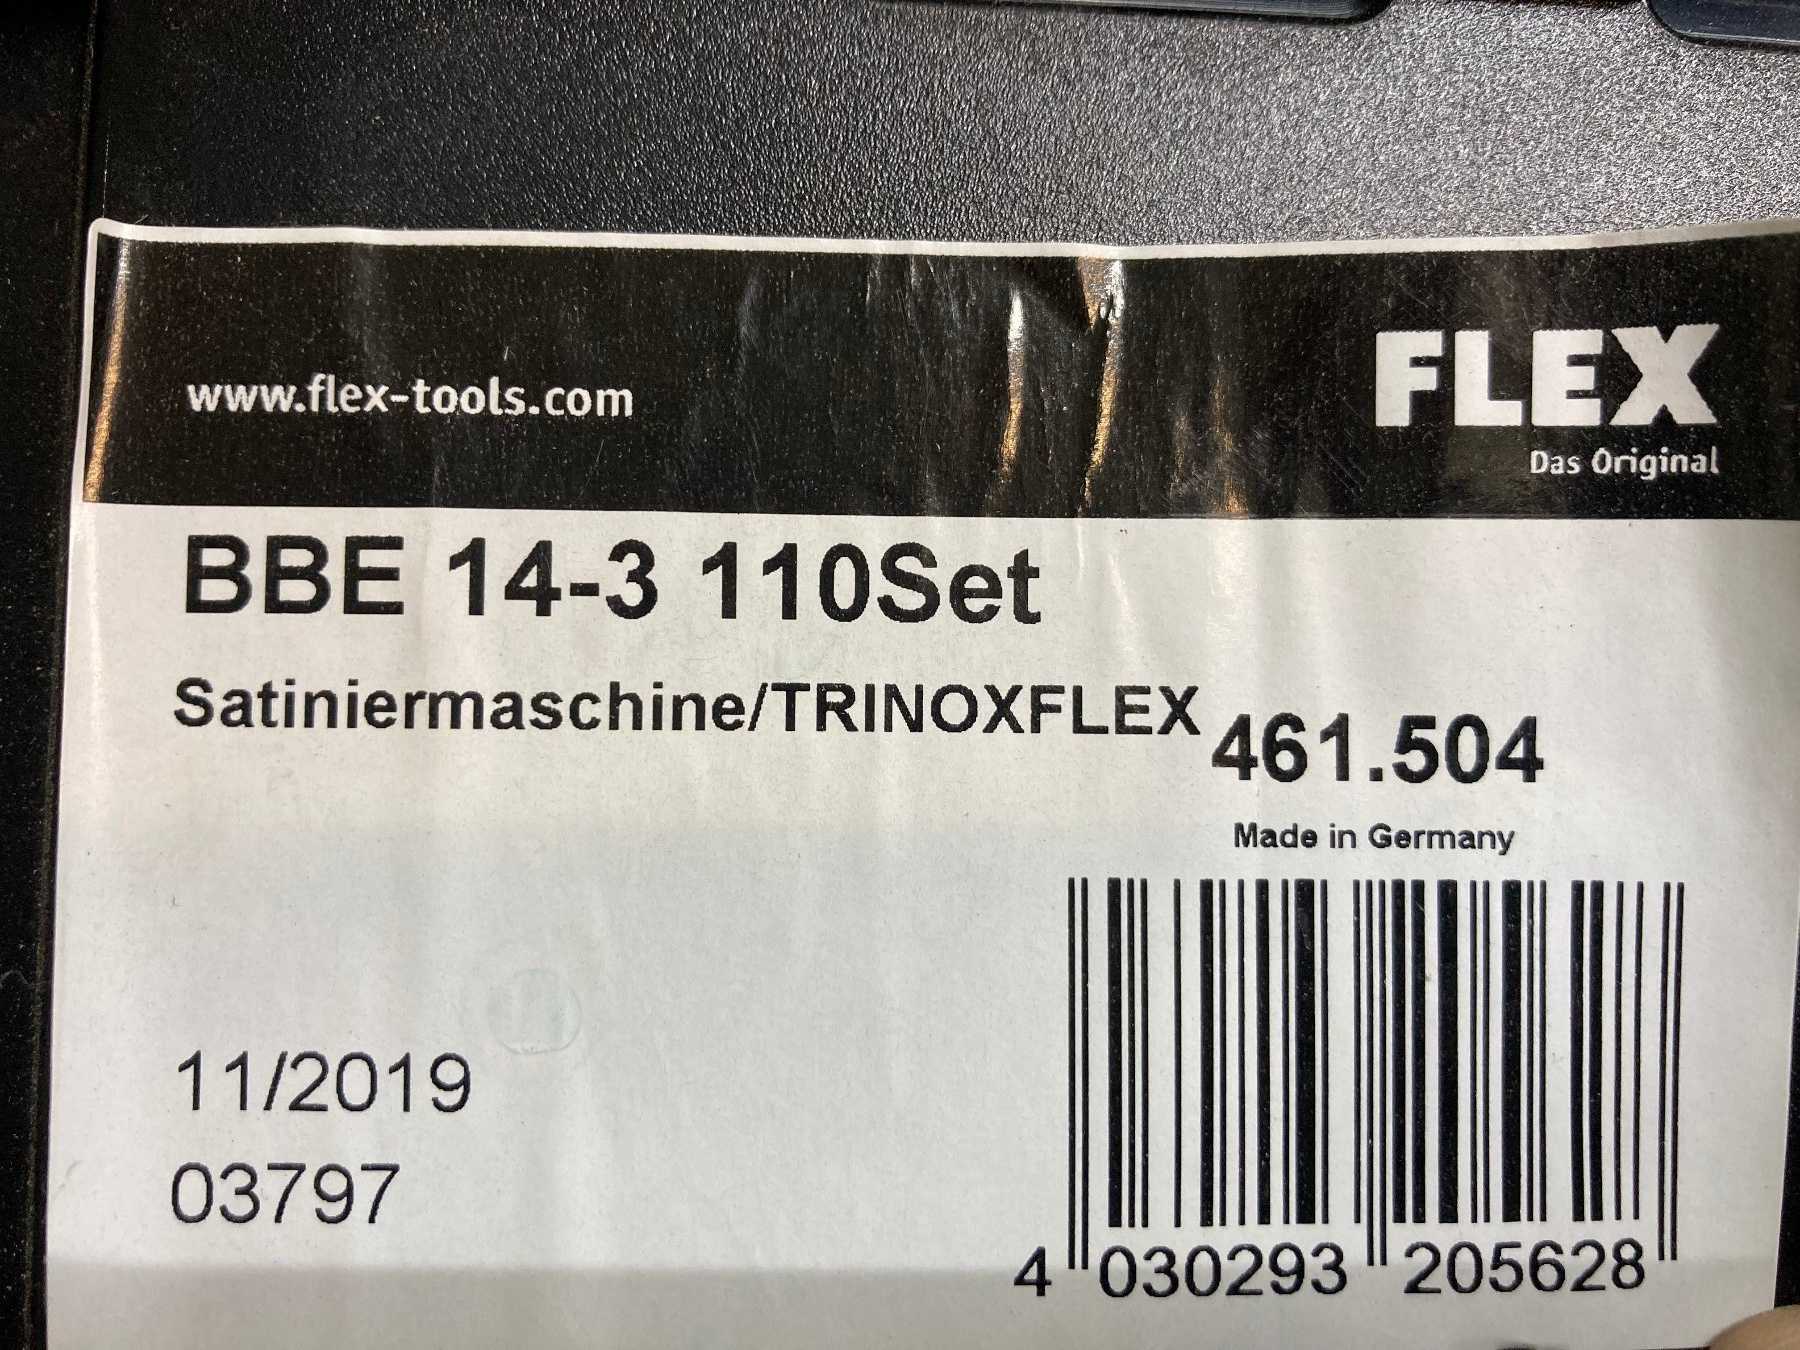 www.flex-tools.com
FLEX
Das Original
BBE 14-3 110Set
Satiniermaschine/TRINOXFLEX
461.504
Made in Germany
11/2019
03797
4 030293 205628